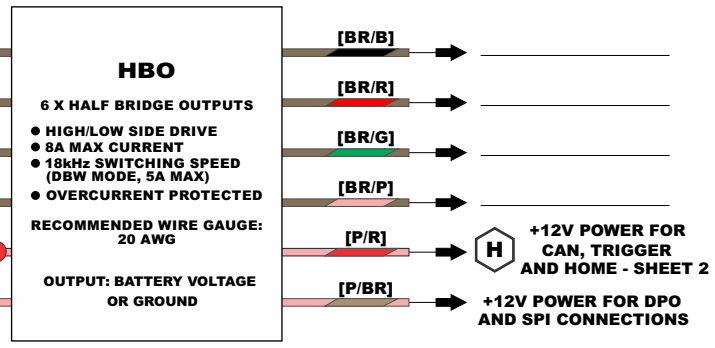 HBO
6 X HALF BRIDGE OUTPUTS
● HIGH/LOW SIDE DRIVE
● 8A MAX CURRENT
● 18kHz SWITCHING SPEED
(DBW MODE, 5A MAX)
● OVERCURRENT PROTECTED
RECOMMENDED WIRE GAUGE:
20 AWG
OUTPUT: BATTERY VOLTAGE
OR GROUND
[BR/B]
[BR/R]
[BR/G]
[BR/P]
[P/R]
H
+12V POWER FOR
CAN, TRIGGER
AND HOME - SHEET 2
[P/BR]
+12V POWER FOR DPO
AND SPI CONNECTIONS